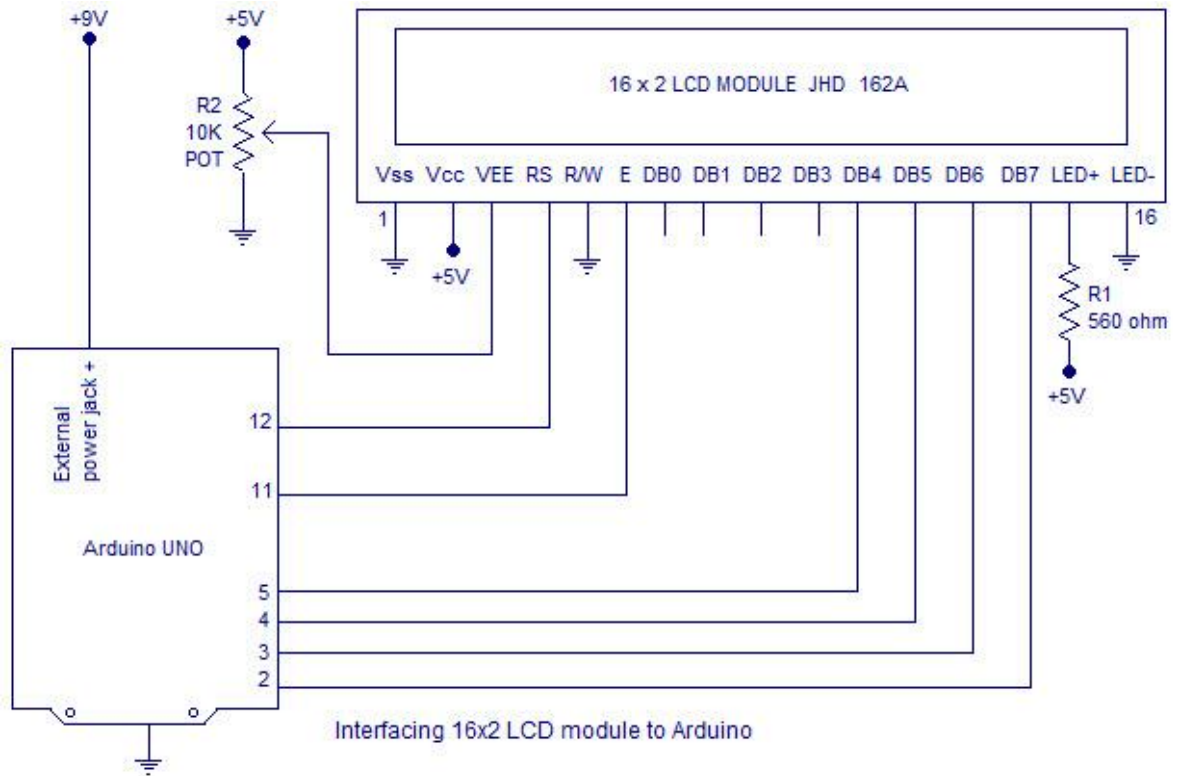 +9V
+5V
R2
10K
POT
16 x 2 LCD MODULE JHD 162A
Vss Vcc VEE RS R/W E DB0 DB1 DB2 DB3 DB4 DB5 DB6 DB7 LED+ LED-
1
16
+5V
R1
560 ohm
+5V
External
power jack +
12
11
Arduino UNO
5
4
3
2
Interfacing 16x2 LCD module to Arduino